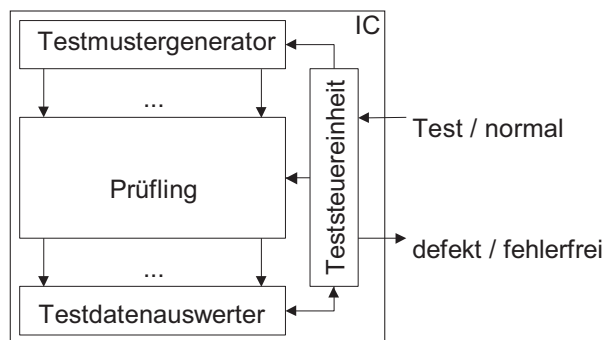 IC
Testmustergenerator
...
Teststeuereinheit
Test / normal
Prüfling
defekt / fehlerfrei
...
Testdatenauswerter